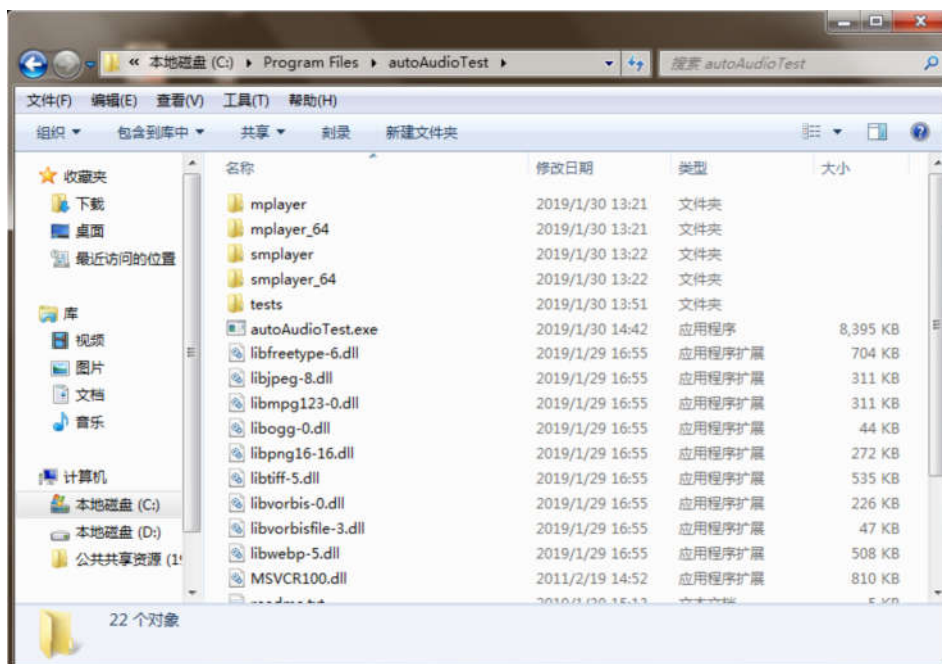 « 本地磁盘 (C:) ▸ Program Files ▸ autoAudioTest ▸ 搜索 autoAudioTest
文件(F) 编辑(E) 查看(V) 工具(T) 帮助(H)
组织 包含到库中 共享 刻录 新建文件夹
名称 修改日期 类型 大小
收藏夹
下载
桌面
最近访问的位置
库
视频
图片
文档
音乐
计算机
本地磁盘 (C:)
本地磁盘 (D:)
公共共享资源 (19
mplayer 2019/1/30 13:21 文件夹
mplayer_64 2019/1/30 13:21 文件夹
smplayer 2019/1/30 13:22 文件夹
smplayer_64 2019/1/30 13:22 文件夹
tests 2019/1/30 13:51 文件夹
autoAudioTest.exe 2019/1/30 14:42 应用程序 8,395 KB
libfreetype-6.dll 2019/1/29 16:55 应用程序扩展 704 KB
libjpeg-8.dll 2019/1/29 16:55 应用程序扩展 311 KB
libmpg123-0.dll 2019/1/29 16:55 应用程序扩展 311 KB
libogg-0.dll 2019/1/29 16:55 应用程序扩展 44 KB
libpng16-16.dll 2019/1/29 16:55 应用程序扩展 272 KB
libtiff-5.dll 2019/1/29 16:55 应用程序扩展 535 KB
libvorbis-0.dll 2019/1/29 16:55 应用程序扩展 226 KB
libvorbisfile-3.dll 2019/1/29 16:55 应用程序扩展 47 KB
libwebp-5.dll 2019/1/29 16:55 应用程序扩展 508 KB
MSVCR100.dll 2011/2/19 14:52 应用程序扩展 810 KB
22 个对象